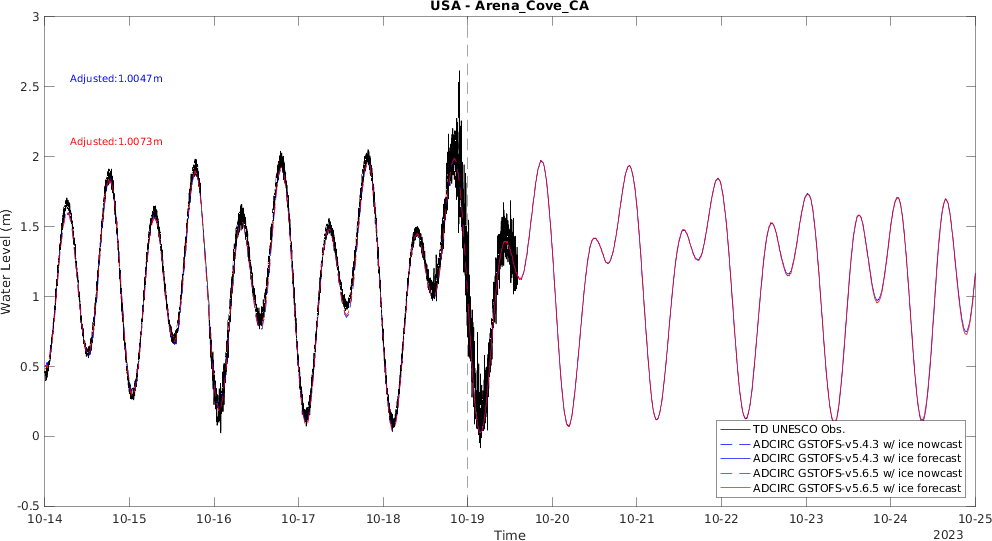 USA - Arena_Cove_CA
Adjusted:1.0047m
Adjusted:1.0073m
Water Level (m)
3
2.5
2
1.5
1
0.5
0
-0.5
10-14 10-15 10-16 10-17 10-18 10-19 10-20 10-21 10-22 10-23 10-24 10-25
Time
2023
TD UNESCO Obs.
ADCIRC GSTOFS-v5.4.3 w/ ice nowcast
ADCIRC GSTOFS-v5.4.3 w/ ice forecast
ADCIRC GSTOFS-v5.6.5 w/ ice nowcast
ADCIRC GSTOFS-v5.6.5 w/ ice forecast